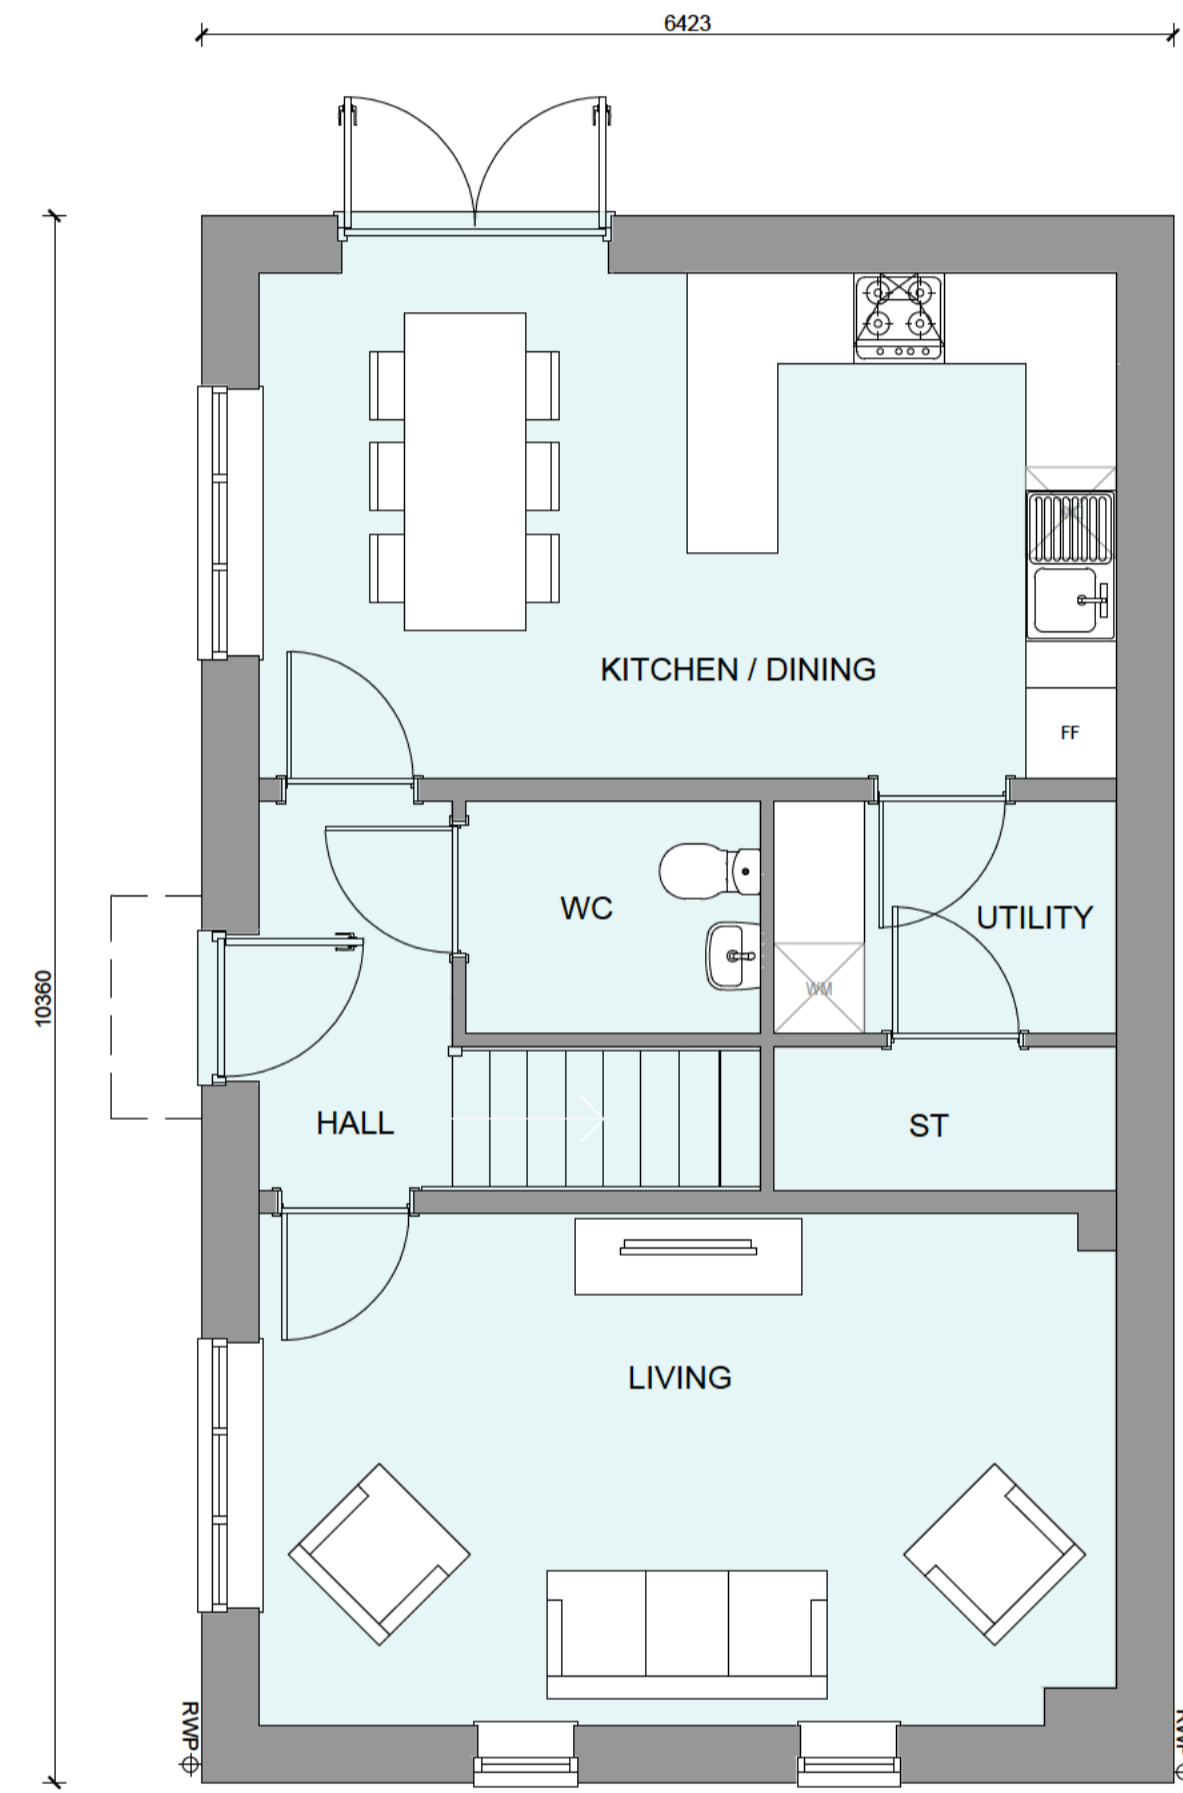 6423
KITCHEN / DINING
FF
WC
UTILITY
WM
10360
HALL
ST
LIVING
RWP